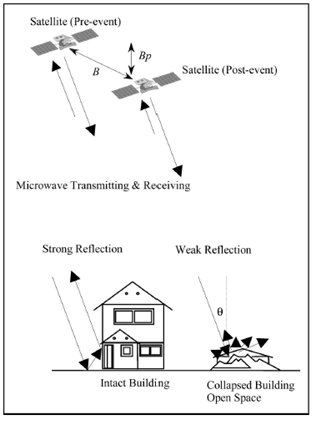 Satellite (Pre-event)
Bp
B
Satellite (Post-event)
Microwave Transmitting & Receiving
Strong Reflection
Weak Reflection
θ
Intact Building
Collapsed Building
Open Space